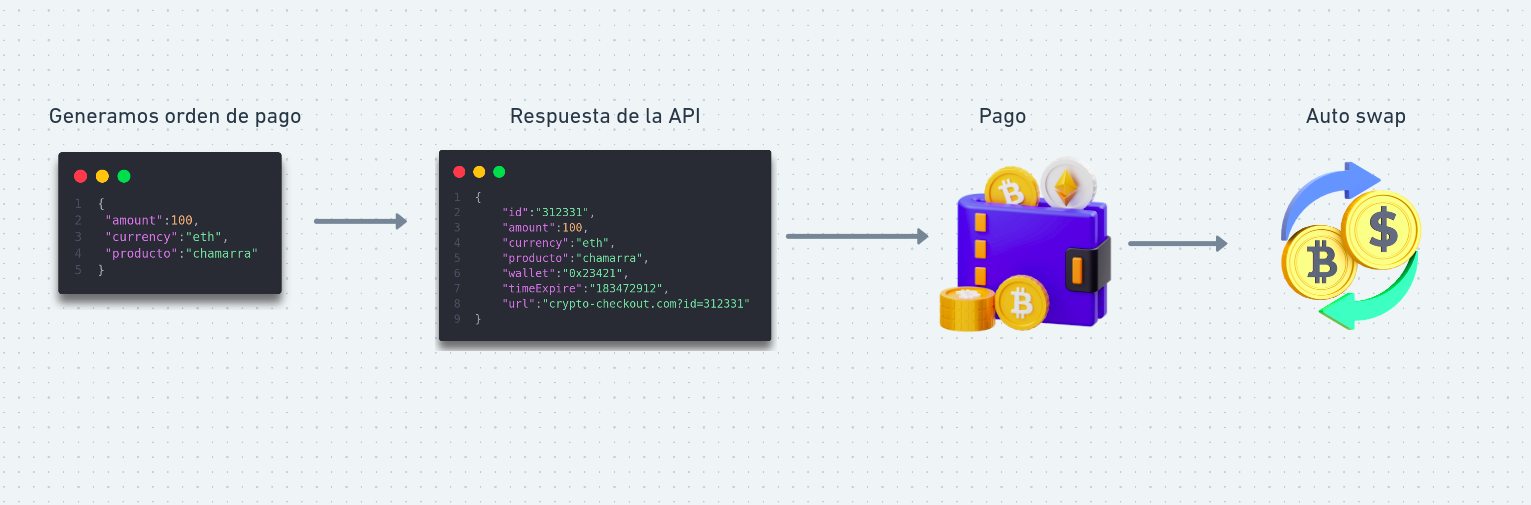 Generamos orden de pago
1 {
2 "amount":100,
3 "currency":"eth",
4 "producto":"chamarra"
5 }
Respuesta de la API
1 {
2 "id":"312331",
3 "amount":100,
4 "currency":"eth",
5 "producto":"chamarra",
6 "wallet":"0x23421",
7 "timeExpire":"183472912",
8 "url":"crypto-checkout.com?id=312331"
9 }
Pago
Auto swap